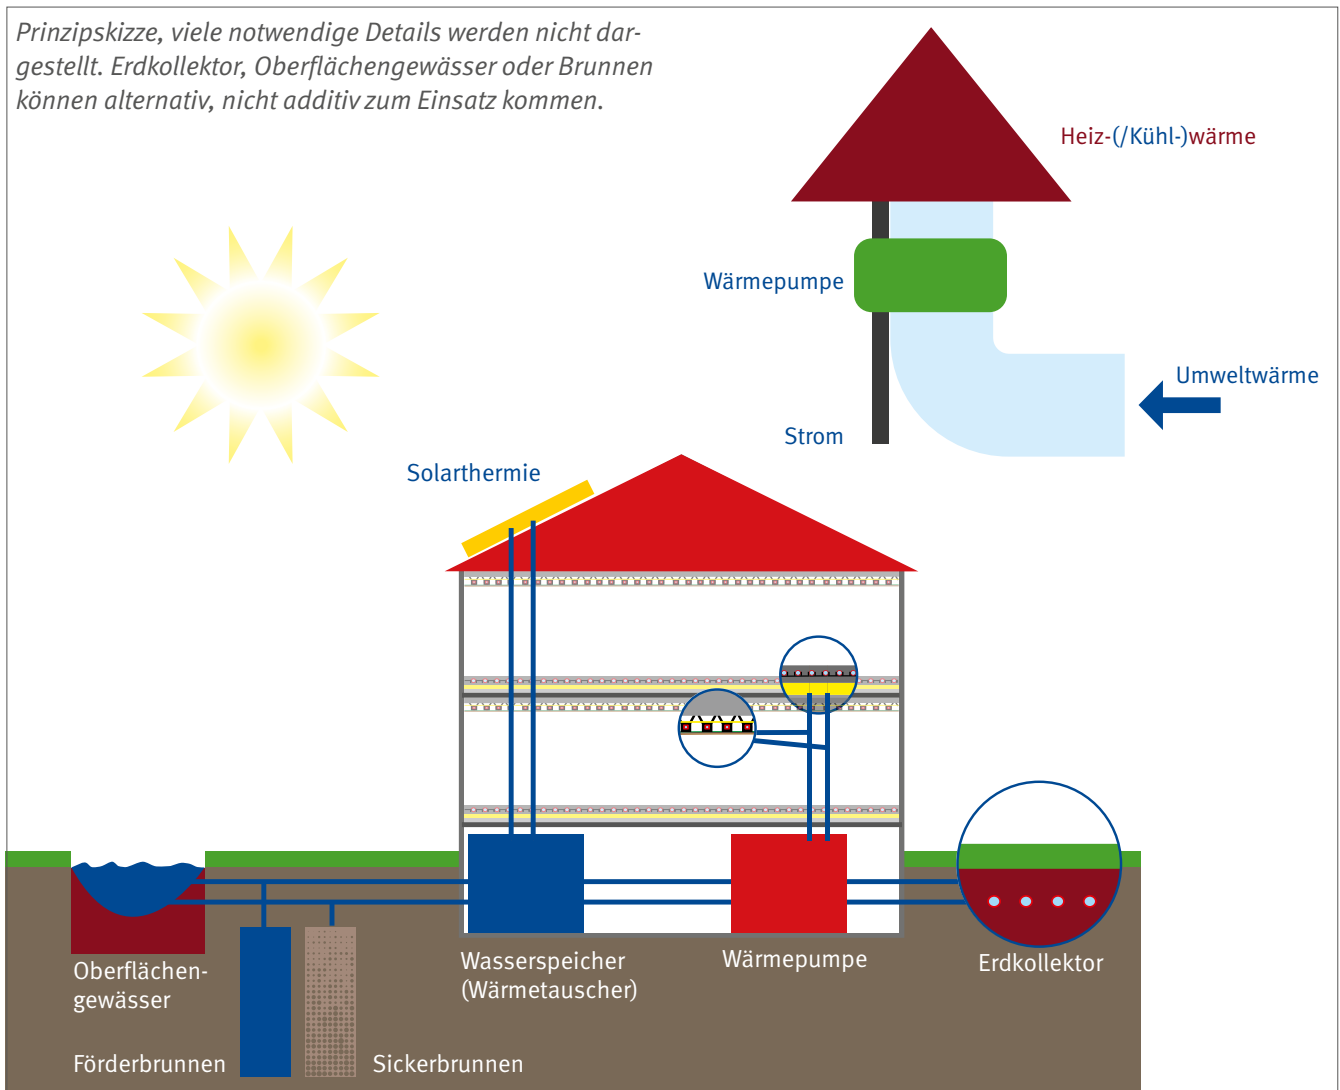 Prinzipskizze, viele notwendige Details werden nicht dar-
gestellt. Erdkollektor, Oberflächengewässer oder Brunnen
können alternativ, nicht additiv zum Einsatz kommen.
Heiz-(/Kühl-)wärme
Wärmepumpe
Umweltwärme
Strom
Solarthermie
Oberflächen-
gewässer
Wasserspeicher
(Wärmetauscher)
Wärmepumpe
Erdkollektor
Förderbrunnen
Sickerbrunnen